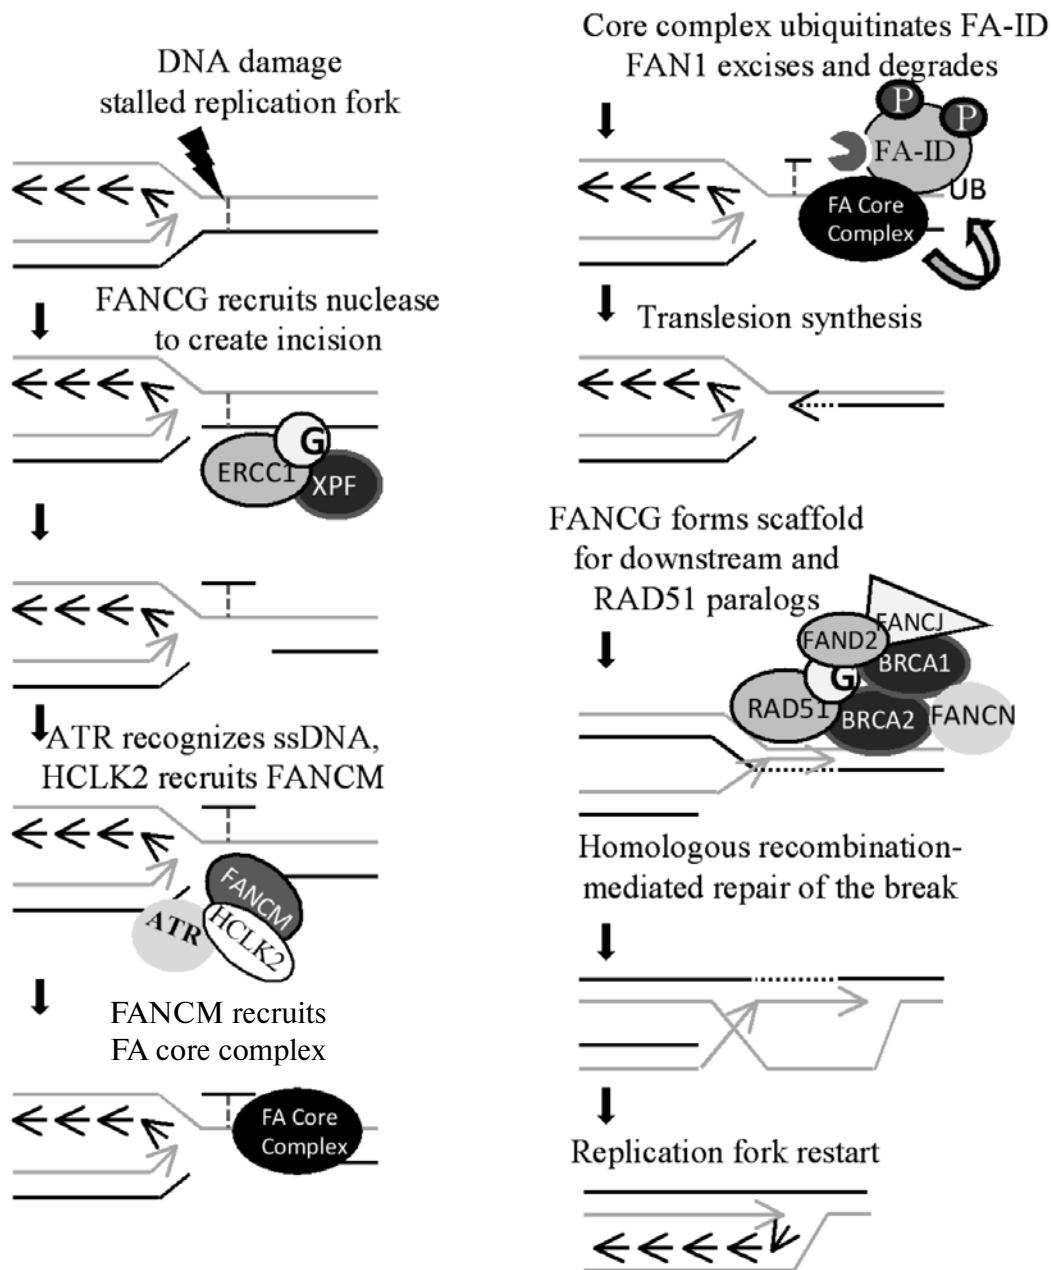 DNA damage
stalled replication fork
FANCG recruits nuclease
to create incision
G
ERCC1
XPF
ATR recognizes ssDNA,
HCLK2 recruits FANCM
FANCM
ATR
HCLK2
FANCM recruits
FA core complex
FA Core
Complex
Core complex ubiquitinates FA-ID
FAN1 excises and degrades
P
P
FA-ID
UB
FA Core
Complex
Translesion synthesis
FANCG forms scaffold
for downstream and
RAD51 paralogs
FANCJ
FAND2
BRCA1
G
RAD51
BRCA2
FANCN
Homologous recombination-
mediated repair of the break
Replication fork restart